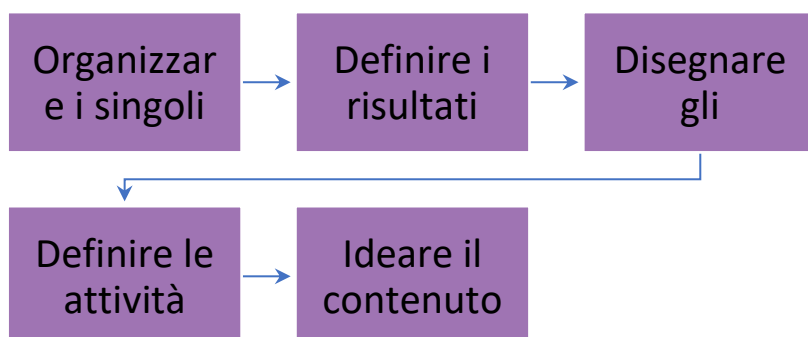 Organizzar
e i singoli
Definire i
risultati
Disegnare
gli
Definire le
attività
Ideare il
contenuto